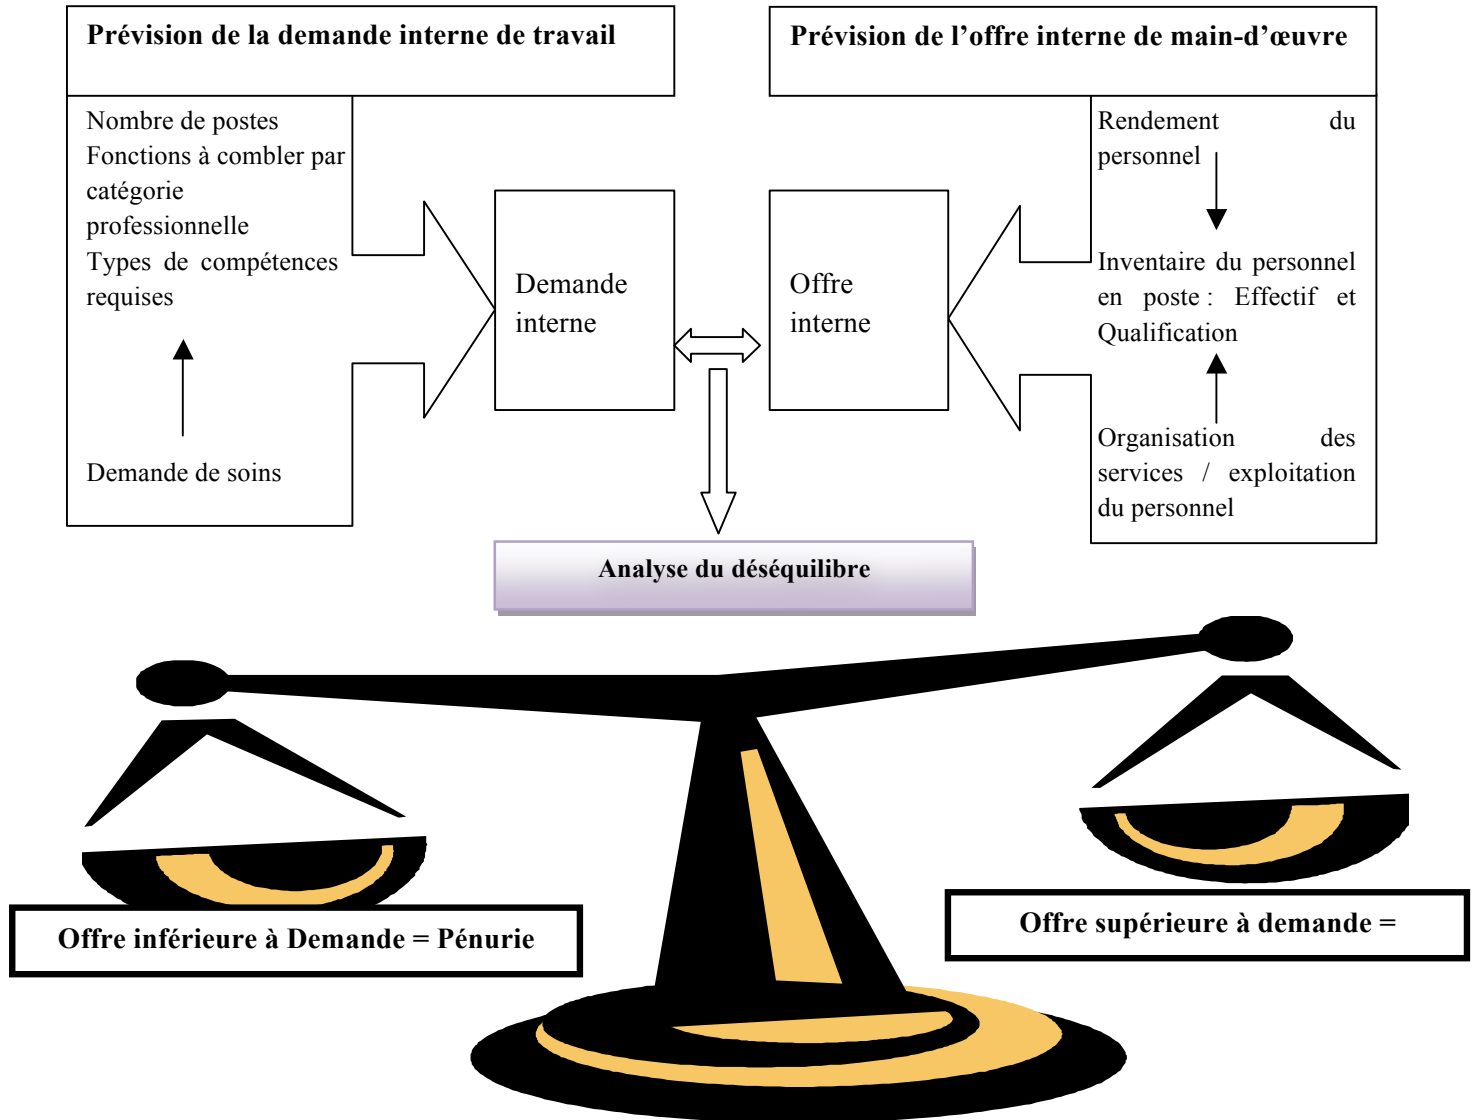 Prévision de la demande interne de travail
Nombre de postes
Fonctions à combler par
catégorie
professionnelle
Types de compétences
requises
Demande de soins
Demande
interne
Prévision de l’offre interne de main-d’œuvre
Offre
interne
Rendement du
personnel
Inventaire du personnel
en poste : Effectif et
Qualification
Organisation des
services / exploitation
du personnel
Analyse du déséquilibre
Offre inférieure à Demande = Pénurie
Offre supérieure à demande =